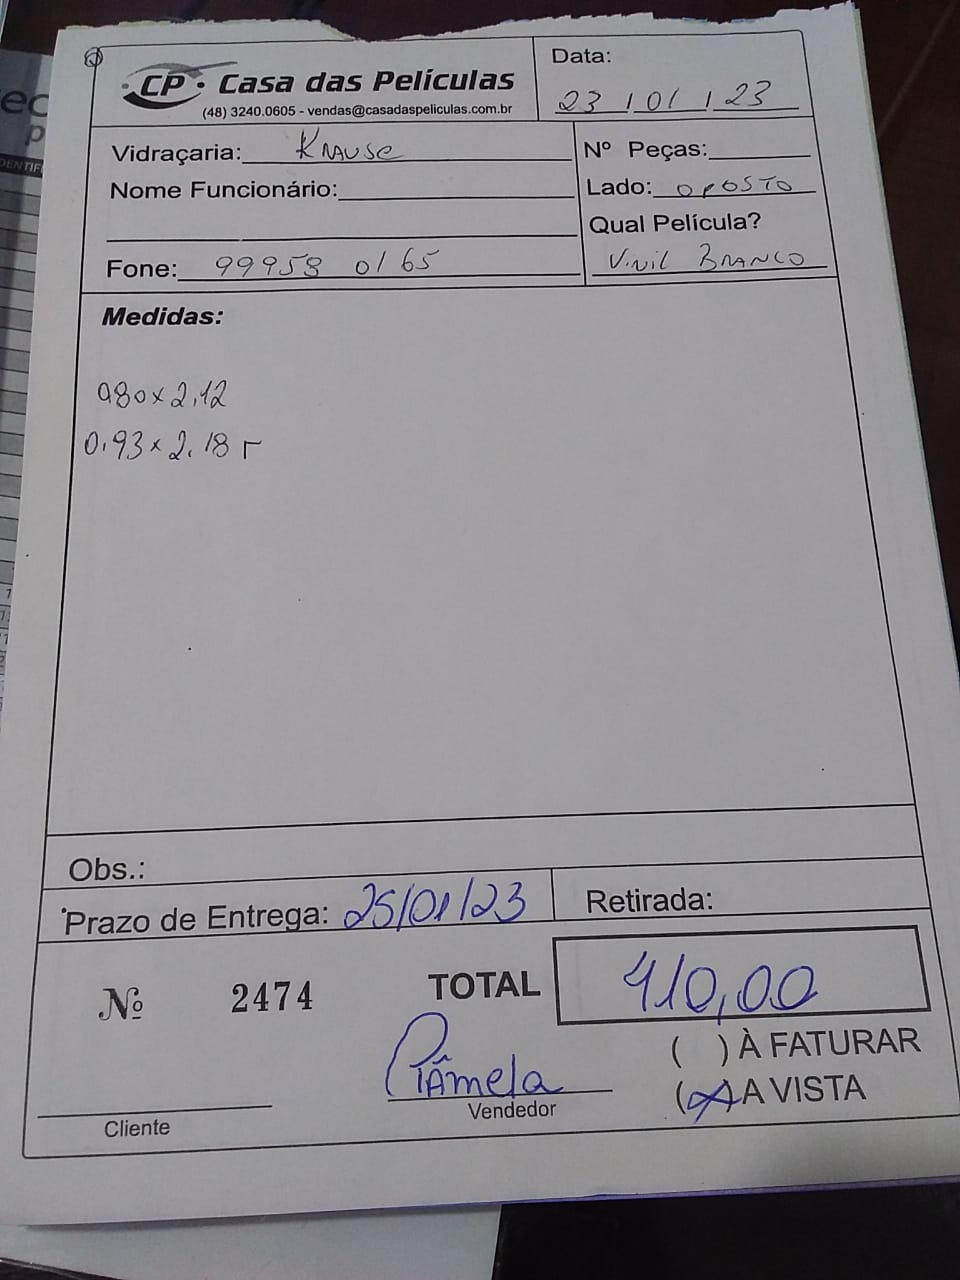 CP · Casa das Películas
(48) 3240.0605 - vendas@casadaspeliculas.com.br
Data:
23 / 01 / 23
Vidraçaria: Krause
Nome Funcionário:
Fone: 99958 0165
Nº Peças:
Lado: oposto
Qual Película?
Vinil Branco
Medidas:
0,80 x 2,12
0,93 x 2,18 г
Obs.:
Prazo de Entrega: 25/01/23
Retirada:
Nº 2474
TOTAL 410,00
( ) À FATURAR
(X) A VISTA
Pâmela
Vendedor
Cliente